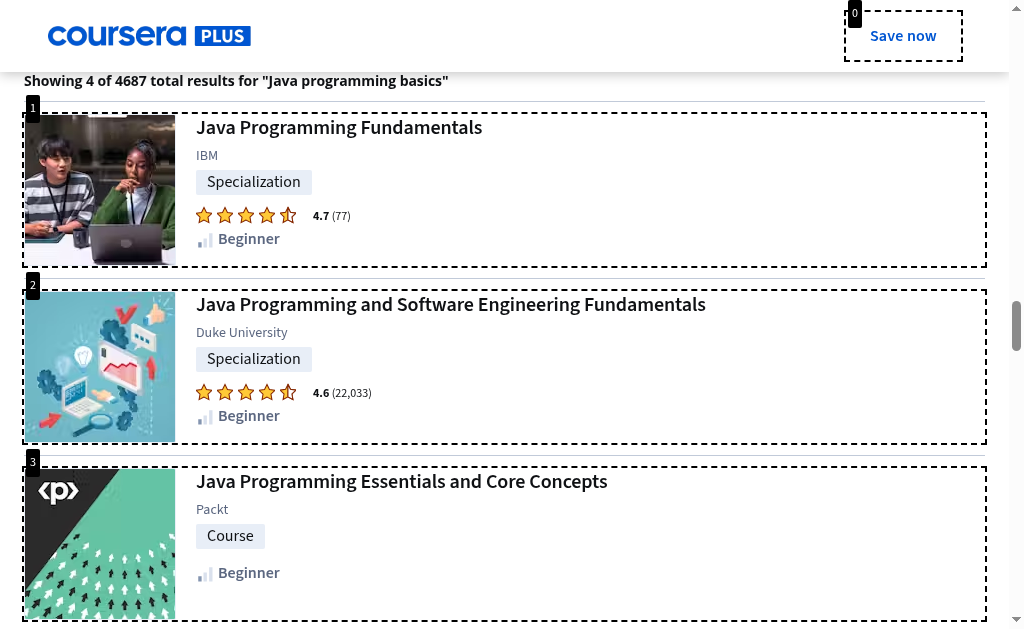 coursera PLUS
0
Save now
Showing 4 of 4687 total results for "Java programming basics"
1
Java Programming Fundamentals
IBM
Specialization
4.7 (77)
Beginner
2
Java Programming and Software Engineering Fundamentals
Duke University
Specialization
4.6 (22,033)
Beginner
3
<p>
Java Programming Essentials and Core Concepts
Packt
Course
Beginner